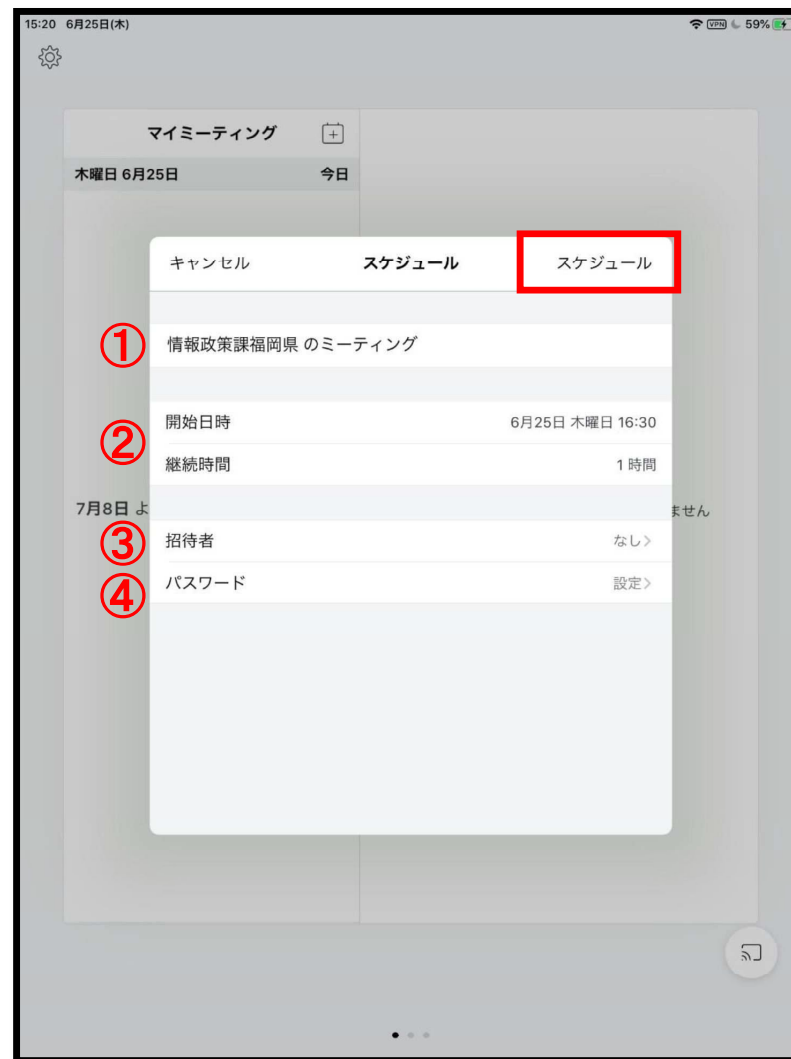 15:20 6月25日(木)
VPN 59%
マイミーティング
木曜日 6月25日 今日
キャンセル スケジュール スケジュール
① 情報政策課福岡県 のミーティング
② 開始日時 6月25日 木曜日 16:30
継続時間 1 時間
7月8日 よ ません
③ 招待者 なし>
④ パスワード 設定>